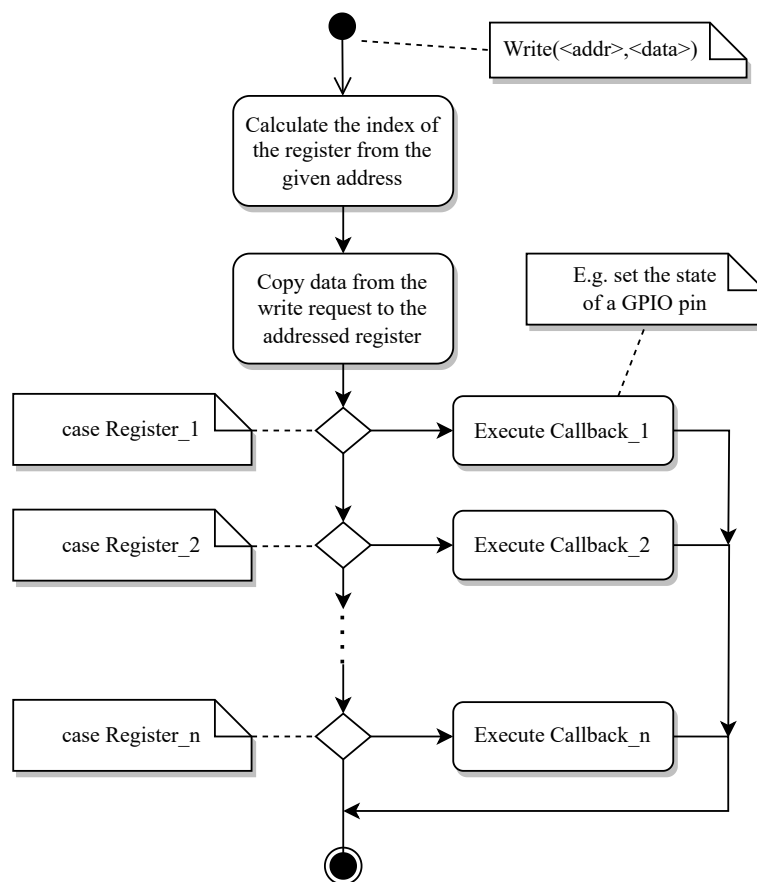 Write(<addr>,<data>)
Calculate the index of
the register from the
given address
Copy data from the
write request to the
addressed register
E.g. set the state
of a GPIO pin
case Register_1
Execute Callback_1
case Register_2
Execute Callback_2
case Register_n
Execute Callback_n